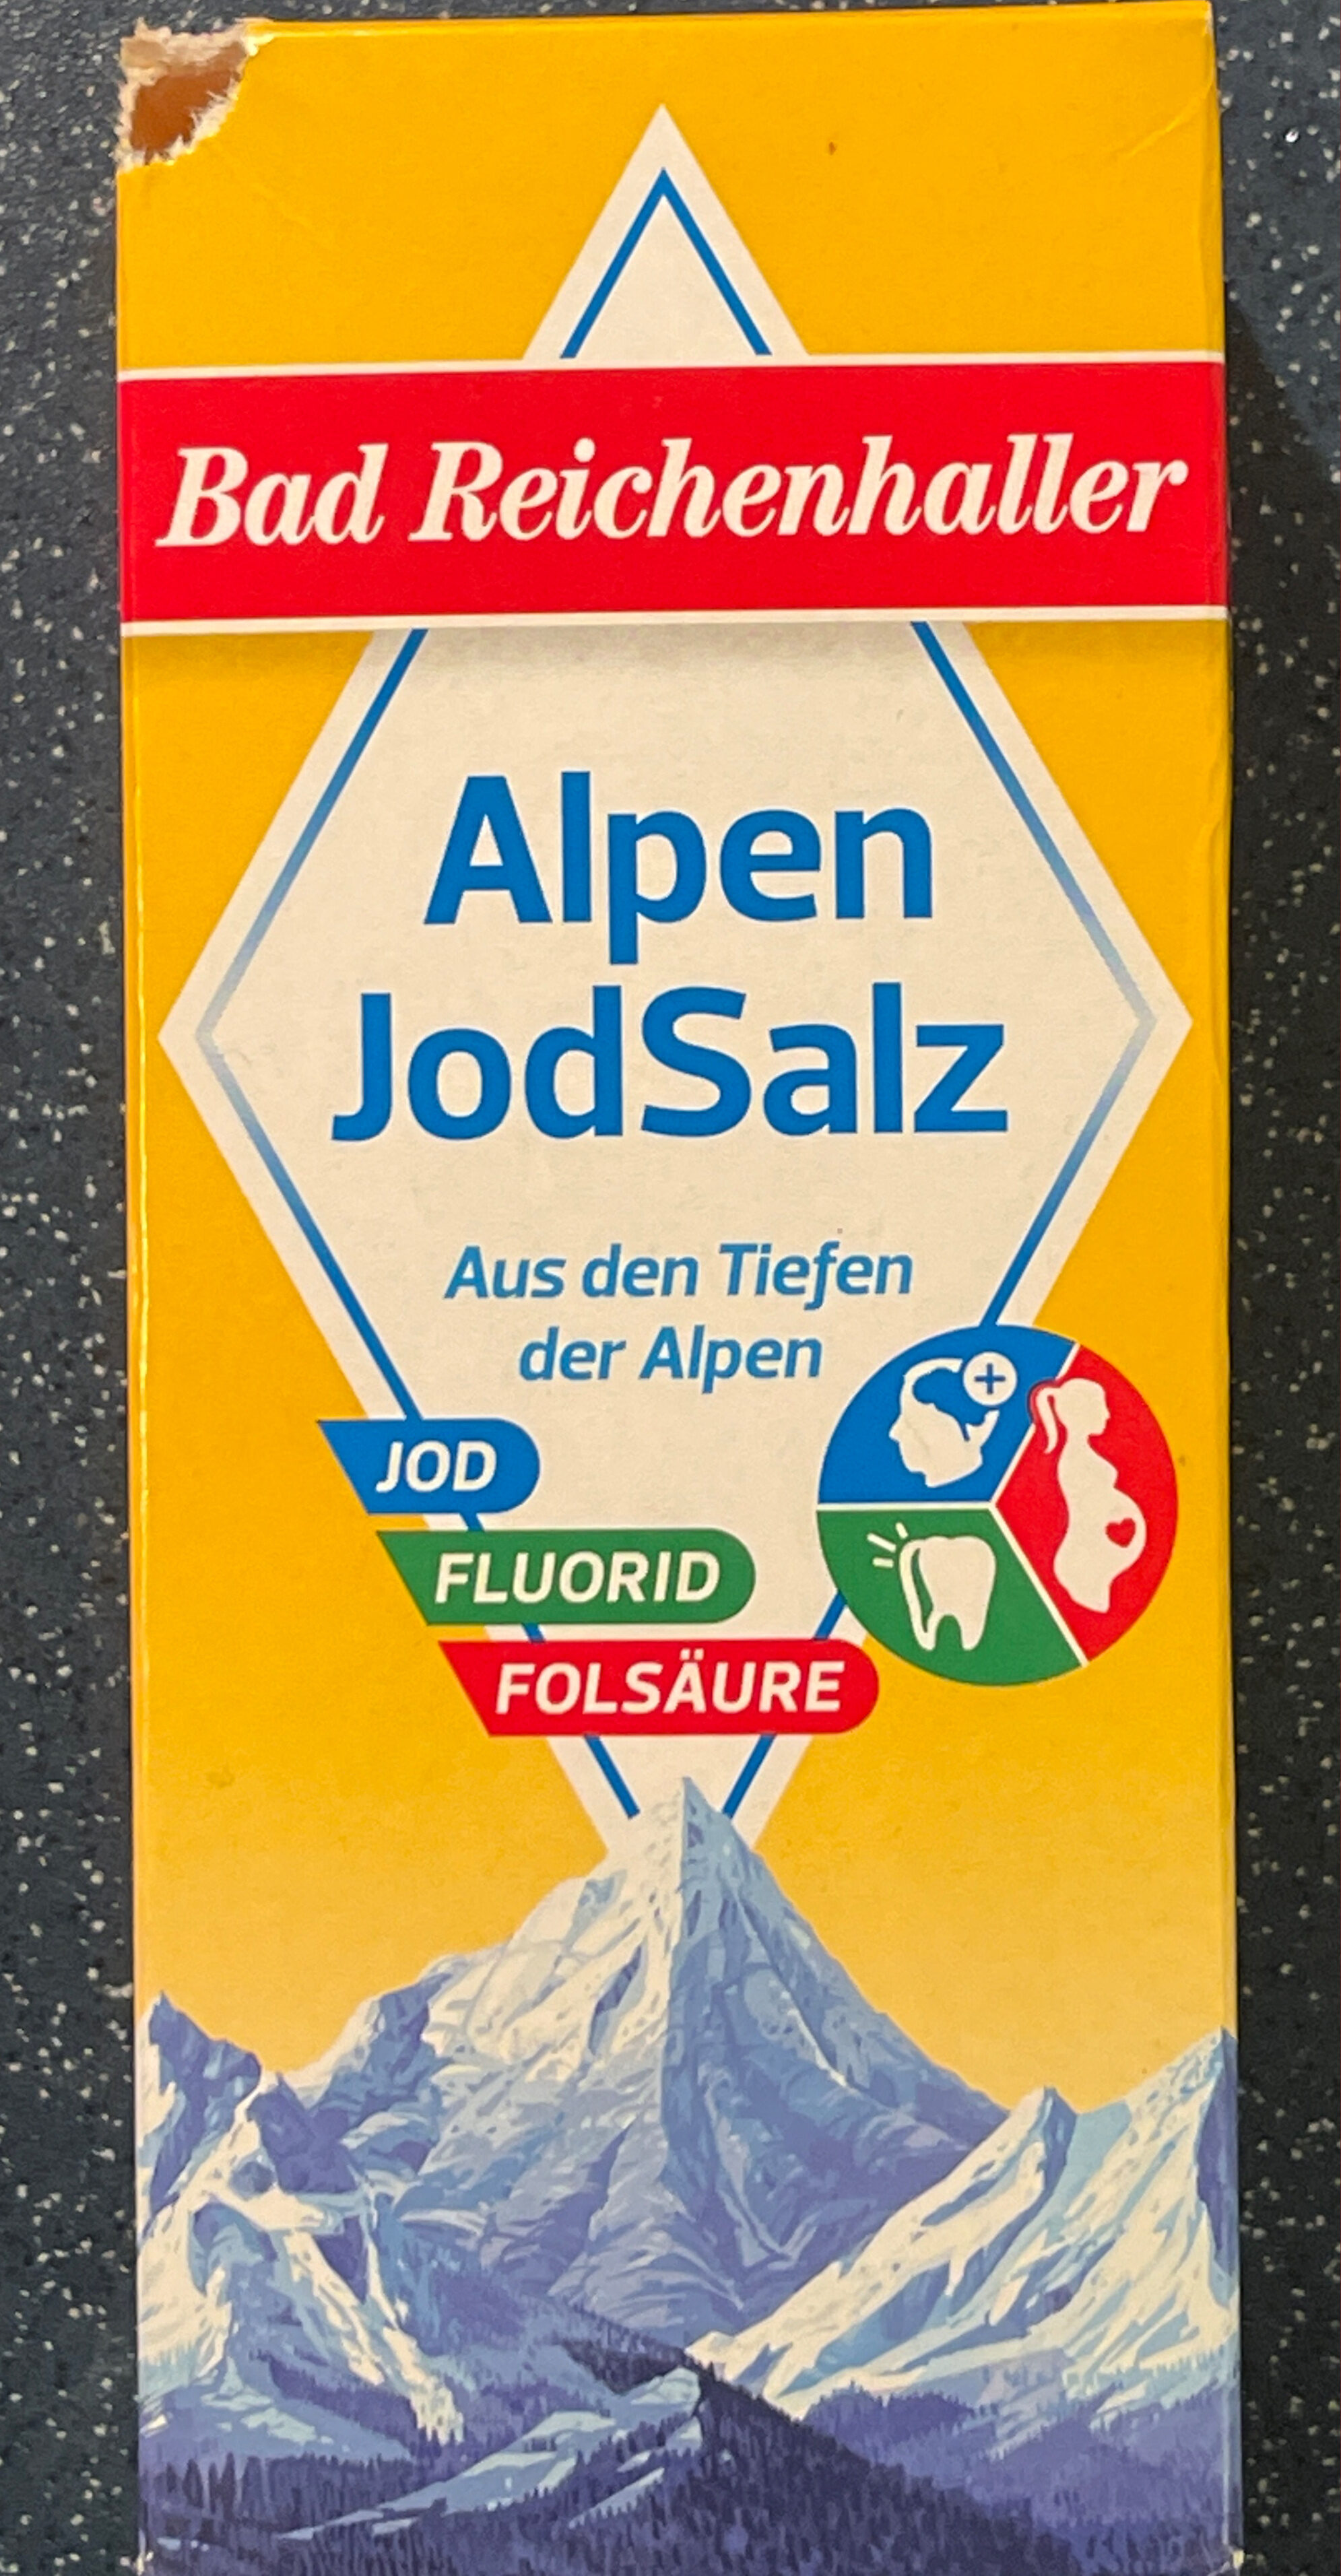 Bad Reichenhaller
Alpen
JodSalz
Aus den Tiefen
der Alpen
JOD
FLUORID
FOLSÄURE